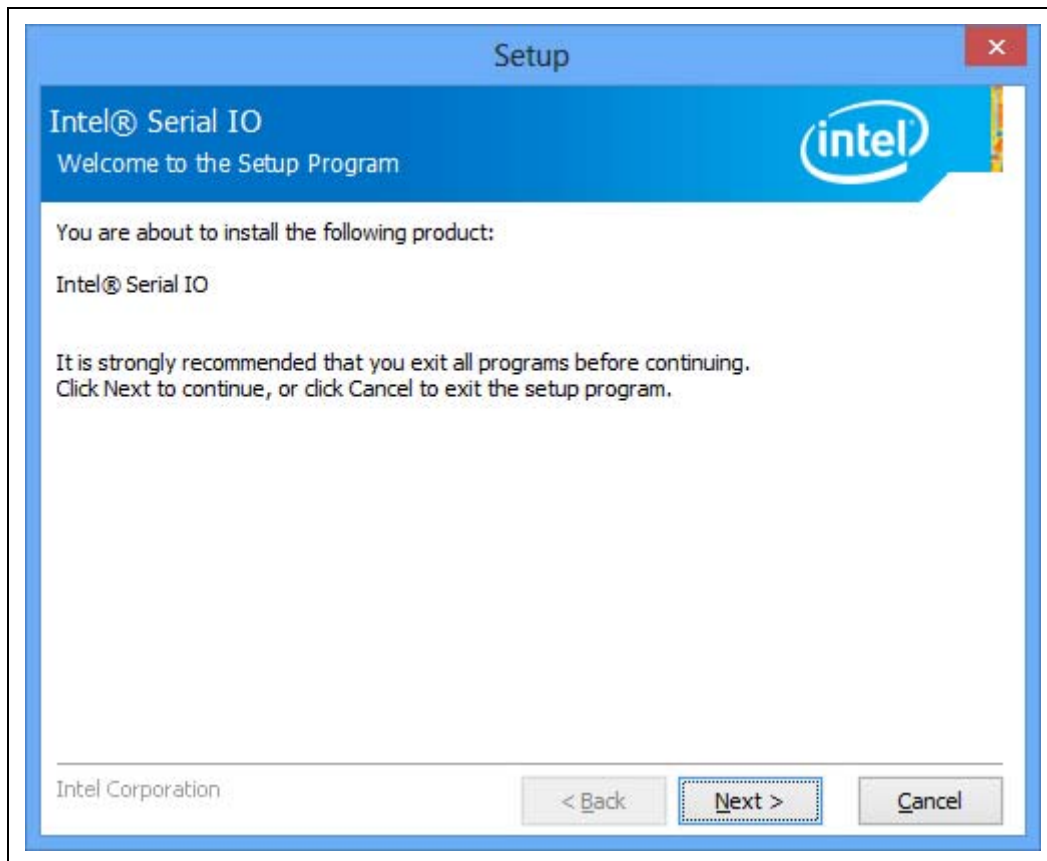 Setup
Intel® Serial IO
Welcome to the Setup Program
intel
You are about to install the following product:
Intel® Serial IO
It is strongly recommended that you exit all programs before continuing.
Click Next to continue, or click Cancel to exit the setup program.
Intel Corporation
< Back
Next >
Cancel